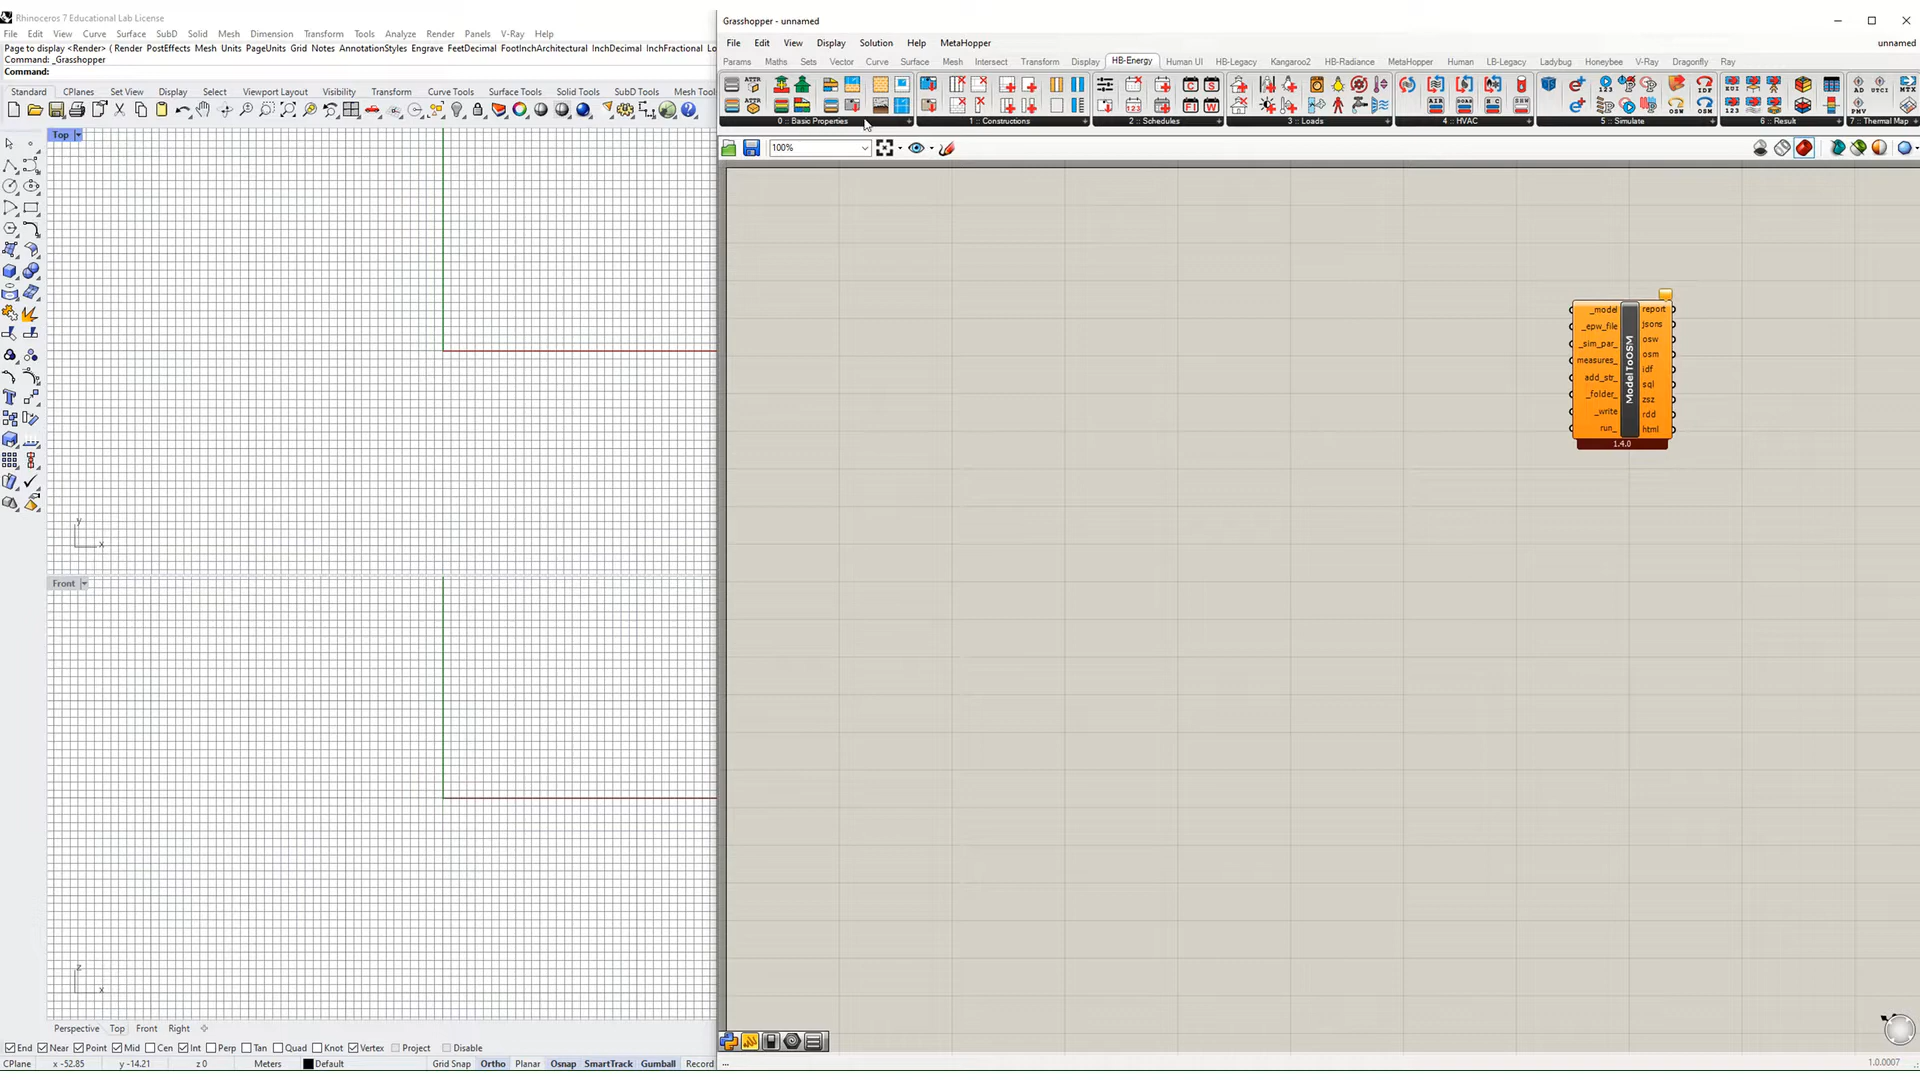 Rhinoceros 7 Educational Lab License
File Edit View Curve Surface SubD Solid Mesh Dimension Transform Tools Analyze Render Panels V-Ray Help
Page to display <Render> ( Render PostEffects Mesh Units PageUnits Grid Notes AnnotationStyles Engrave FeetDecimal FootInchArchitectural InchDecimal InchFractional Lo
Command: _Grasshopper
Command:
Standard CPlanes Set View Display Select Viewport Layout Visibility Transform Curve Tools Surface Tools Solid Tools SubD Tools Mesh Tools
Top
y
x
Front
z
x
Perspective Top Front Right
End Near Point Mid Cen Int Perp Tan Quad Knot Vertex Project Disable
CPlane x -52.85 y -14.21 z 0 Meters Default Grid Snap Ortho Planar Osnap SmartTrack Gumball Record
Grasshopper - unnamed
File Edit View Display Solution Help MetaHopper
unnamed
Params Maths Sets Vector Curve Surface Mesh Intersect Transform Display HB-Energy Human UI HB-Legacy Kangaroo2 HB-Radiance MetaHopper Human LB-Legacy Ladybug Honeybee V-Ray Dragonfly Ray
0 :: Basic Properties 1 :: Constructions 2 :: Schedules 3 :: Loads 4 :: HVAC 5 :: Simulate 6 :: Result 7 :: Thermal Map
100%
_model report
_epw_file jsons
_sim_par_ osw
measures_ osm
add_str_ idf
_folder_ sql
_write zsz
run_ rdd
html
ModelToOSM
1.4.0
...
1.0.0007